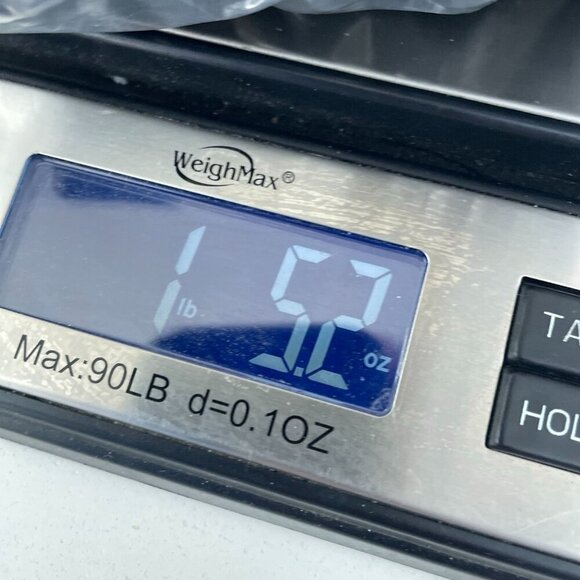 WeighMax®
1 lb 5.2 oz
Max:90LB d=0.1OZ
TA
HOL